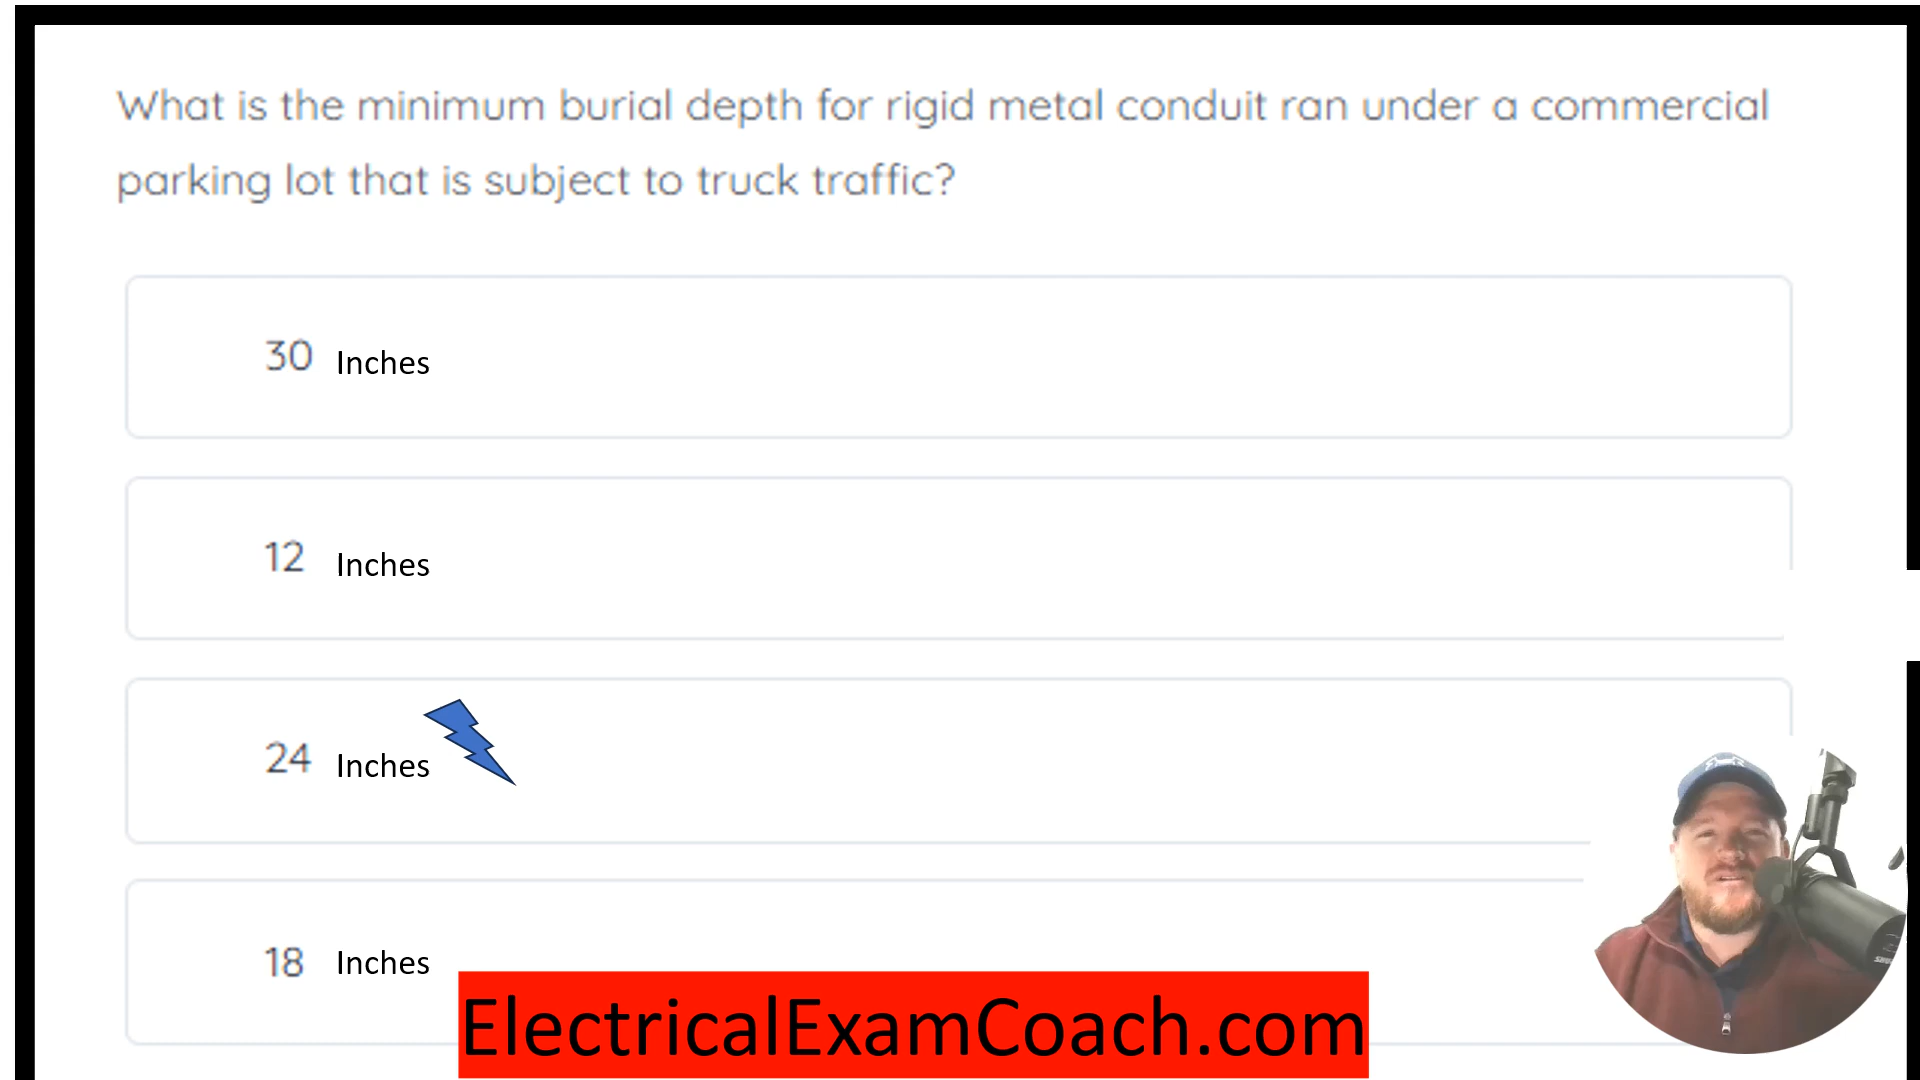 What is the minimum burial depth for rigid metal conduit ran under a commercial
parking lot that is subject to truck traffic?
30 Inches
12 Inches
24 Inches
18 Inches
ElectricalExamCoach.com